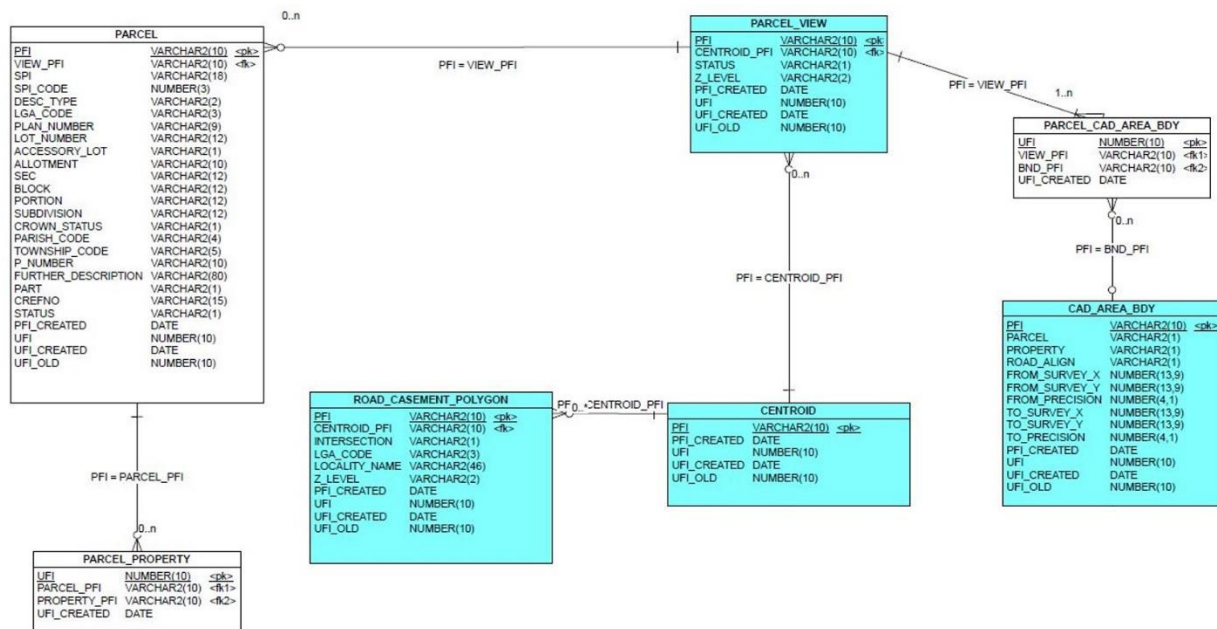 PARCEL
PFI VARCHAR2(10) <pk>
VIEW_PFI VARCHAR2(10) <fk>
SPI VARCHAR2(18)
SPI_CODE NUMBER(3)
DESC_TYPE VARCHAR2(2)
LGA_CODE VARCHAR2(3)
PLAN_NUMBER VARCHAR2(9)
LOT_NUMBER VARCHAR2(12)
ACCESSORY_LOT VARCHAR2(1)
ALLOTMENT VARCHAR2(10)
SEC VARCHAR2(12)
BLOCK VARCHAR2(12)
PORTION VARCHAR2(12)
SUBDIVISION VARCHAR2(12)
CROWN_STATUS VARCHAR2(1)
PARISH_CODE VARCHAR2(4)
TOWNSHIP_CODE VARCHAR2(5)
P_NUMBER VARCHAR2(10)
FURTHER_DESCRIPTION VARCHAR2(80)
PART VARCHAR2(1)
CREFNO VARCHAR2(15)
STATUS VARCHAR2(1)
PFI_CREATED DATE
UFI NUMBER(10)
UFI_CREATED DATE
UFI_OLD NUMBER(10)
0..n
PFI = VIEW_PFI
PARCEL_VIEW
PFI VARCHAR2(10) <pk
CENTROID_PFI VARCHAR2(10) <fk
STATUS VARCHAR2(1)
Z_LEVEL VARCHAR2(2)
PFI_CREATED DATE
UFI NUMBER(10)
UFI_CREATED DATE
UFI_OLD NUMBER(10)
PFI = VIEW_PFI
1..n
PARCEL_CAD_AREA_BDY
UFI NUMBER(10) <pk>
VIEW_PFI VARCHAR2(10) <fk1>
BND_PFI VARCHAR2(10) <fk2>
UFI_CREATED DATE
0..n
PFI = BND_PFI
0..n
PFI = CENTROID_PFI
CAD_AREA_BDY
PFI VARCHAR2(10) <pk>
PARCEL VARCHAR2(1)
PROPERTY VARCHAR2(1)
ROAD_ALIGN VARCHAR2(1)
FROM_SURVEY_X NUMBER(13,9)
FROM_SURVEY_Y NUMBER(13,9)
FROM_PRECISION NUMBER(4,1)
TO_SURVEY_X NUMBER(13,9)
TO_SURVEY_Y NUMBER(13,9)
TO_PRECISION NUMBER(4,1)
PFI_CREATED DATE
UFI NUMBER(10)
UFI_CREATED DATE
UFI_OLD NUMBER(10)
ROAD_CASEMENT_POLYGON
PFI VARCHAR2(10) <pk>
CENTROID_PFI VARCHAR2(10) <fk>
INTERSECTION VARCHAR2(1)
LGA_CODE VARCHAR2(3)
LOCALITY_NAME VARCHAR2(46)
Z_LEVEL VARCHAR2(2)
PFI_CREATED DATE
UFI NUMBER(10)
UFI_CREATED DATE
UFI_OLD NUMBER(10)
CENTROID_PFI
CENTROID
PFI VARCHAR2(10) <pk>
PFI_CREATED DATE
UFI NUMBER(10)
UFI_CREATED DATE
UFI_OLD NUMBER(10)
PFI = PARCEL_PFI
0..n
PARCEL_PROPERTY
UFI NUMBER(10) <pk>
PARCEL_PFI VARCHAR2(10) <fk1>
PROPERTY_PFI VARCHAR2(10) <fk2>
UFI_CREATED DATE